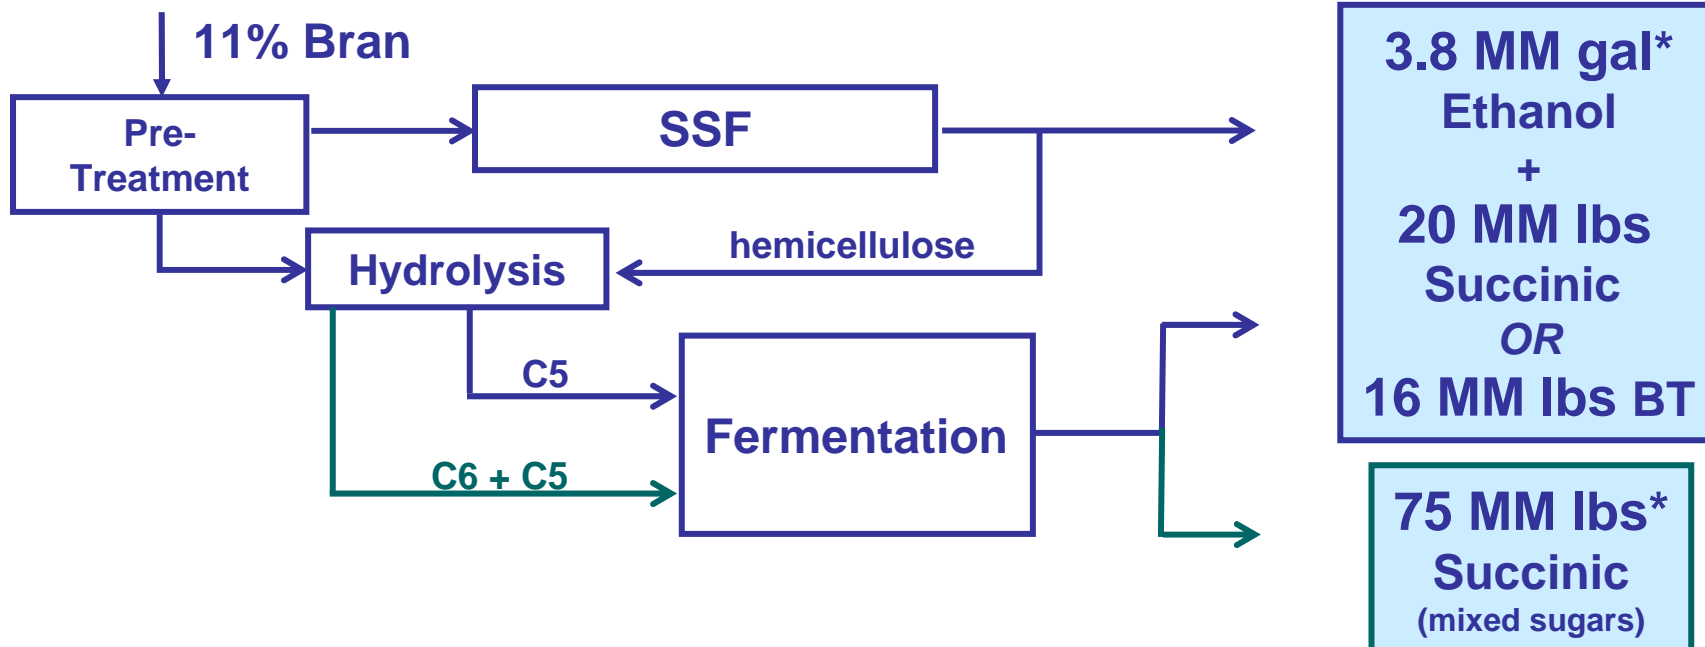 11% Bran
Pre-
Treatment
SSF
hemicellulose
Hydrolysis
C5
C6 + C5
Fermentation
3.8 MM gal*
Ethanol
+
20 MM lbs
Succinic
OR
16 MM lbs BT
75 MM lbs*
Succinic
(mixed sugars)